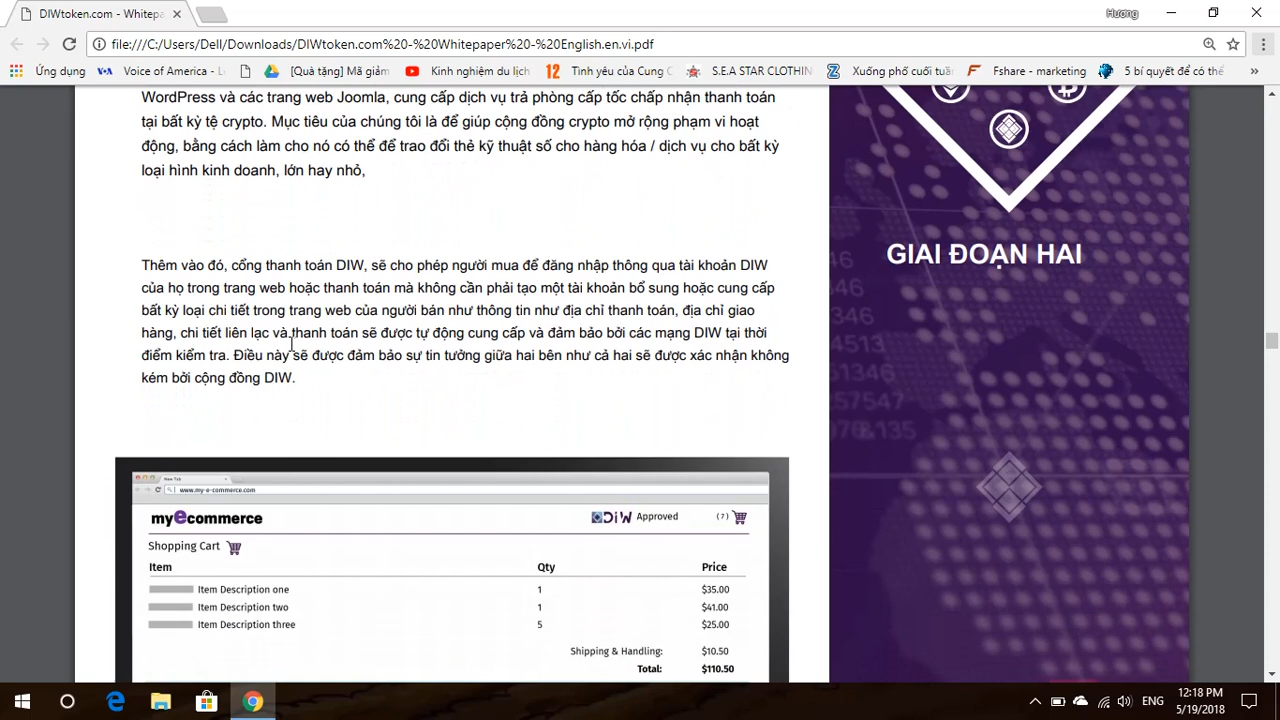 DIWtoken.com - Whitepa
Hương
file:///C:/Users/Dell/Downloads/DIWtoken.com%20-%20Whitepaper%20-%20English.en.vi.pdf
Ứng dụng
Voice of America - L
[Quà tặng] Mã giảm
Kinh nghiệm du lịch
12 Tình yêu của Cung C
S.E.A STAR CLOTHIN
Xuống phố cuối tuần
Fshare - marketing
5 bí quyết để có thể
WordPress và các trang web Joomla, cung cấp dịch vụ trả phòng cấp tốc chấp nhận thanh toán
tại bất kỳ tệ crypto. Mục tiêu của chúng tôi là để giúp cộng đồng crypto mở rộng phạm vi hoạt
động, bằng cách làm cho nó có thể để trao đổi thẻ kỹ thuật số cho hàng hóa / dịch vụ cho bất kỳ
loại hình kinh doanh, lớn hay nhỏ,
Thêm vào đó, cổng thanh toán DIW, sẽ cho phép người mua để đăng nhập thông qua tài khoản DIW
của họ trong trang web hoặc thanh toán mà không cần phải tạo một tài khoản bổ sung hoặc cung cấp
bất kỳ loại chi tiết trong trang web của người bán như thông tin như địa chỉ thanh toán, địa chỉ giao
hàng, chi tiết liên lạc và thanh toán sẽ được tự động cung cấp và đảm bảo bởi các mạng DIW tại thời
điểm kiểm tra. Điều này sẽ được đảm bảo sự tin tưởng giữa hai bên như cả hai sẽ được xác nhận không
kém bởi cộng đồng DIW.
GIAI ĐOẠN HAI
New Tab
www.my-e-commerce.com
myecommerce
DiW Approved (7)
Shopping Cart
Item Qty Price
Item Description one 1 $35.00
Item Description two 1 $41.00
Item Description three 5 $25.00
Shipping & Handling: $10.50
Total: $110.50
ENG
12:18 PM
5/19/2018